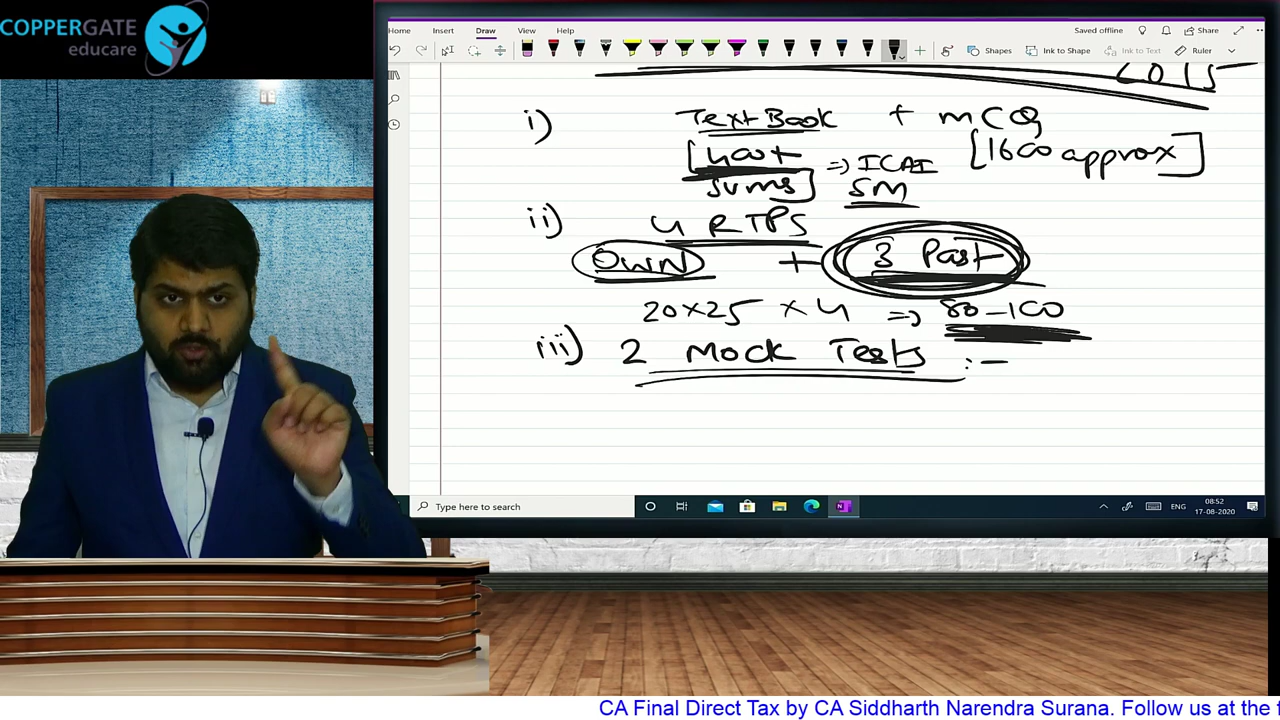 COPPERGATE
educare
Home Insert Draw View Help
Saved offline Share
Shapes Ink to Shape Ink to Text Ruler
2015
i) Text Book + MCQ
[400+ => ICAI [1600 approx]
sums] SM
ii) 4 RTPS
OWN + 3 Past
20x25 x 4 => 80-100
iii) 2 Mock Tests :-
Type here to search
ENG
08:52
17-08-2020
CA Final Direct Tax by CA Siddharth Narendra Surana. Follow us at the